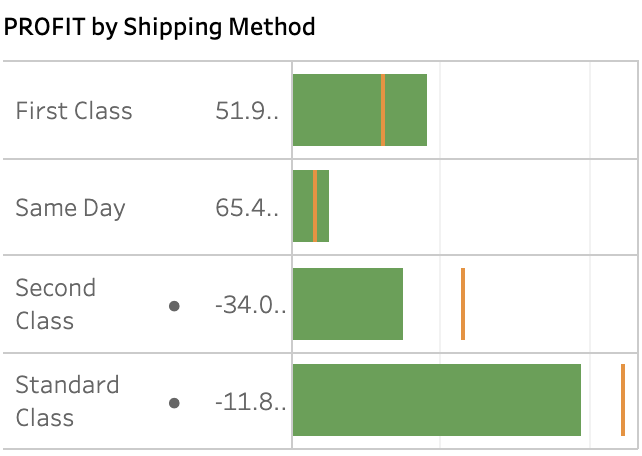 PROFIT by Shipping Method
First Class 51.9..
Same Day 65.4..
Second
Class • -34.0..
Standard
Class • -11.8..